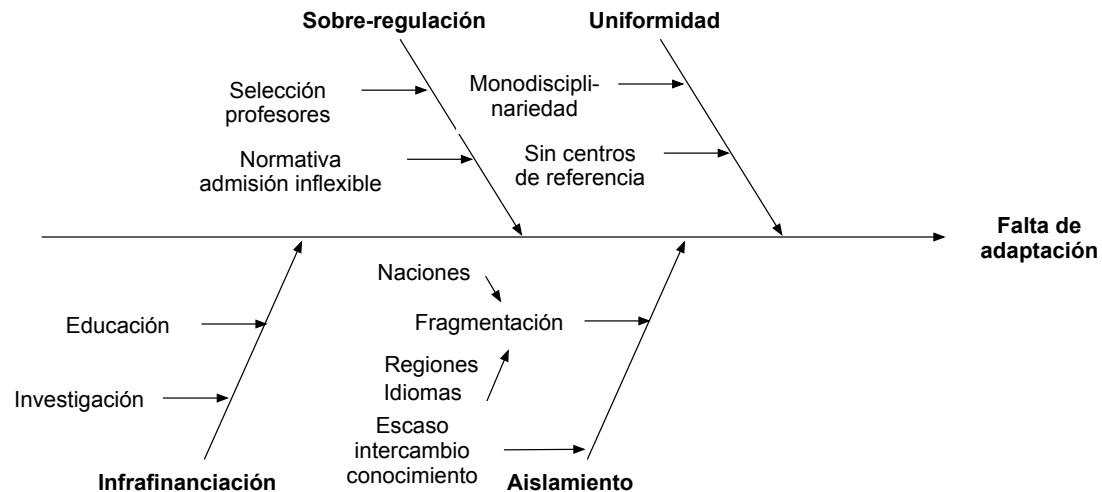 Sobre-regulación
Uniformidad
Selección
profesores
Monodiscipli-
nariedad
Normativa
admisión inflexible
Sin centros
de referencia
Falta de
adaptación
Naciones
Educación
Fragmentación
Regiones
Idiomas
Investigación
Escaso
intercambio
conocimiento
Infrafinanciación
Aislamiento